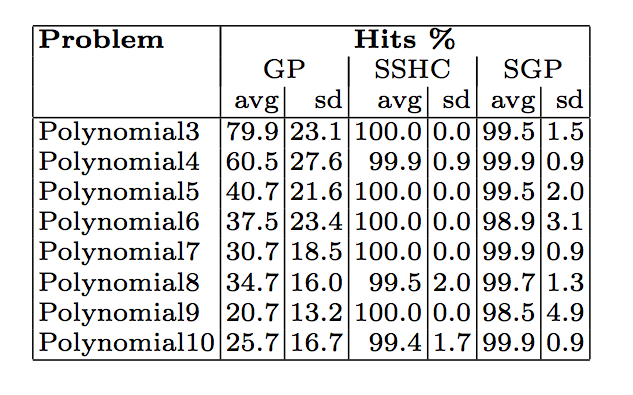 Problem Hits %
GP SSHC SGP
avg sd avg sd avg sd
Polynomial3 79.9 23.1 100.0 0.0 99.5 1.5
Polynomial4 60.5 27.6 99.9 0.9 99.9 0.9
Polynomial5 40.7 21.6 100.0 0.0 99.5 2.0
Polynomial6 37.5 23.4 100.0 0.0 98.9 3.1
Polynomial7 30.7 18.5 100.0 0.0 99.9 0.9
Polynomial8 34.7 16.0 99.5 2.0 99.7 1.3
Polynomial9 20.7 13.2 100.0 0.0 98.5 4.9
Polynomial10 25.7 16.7 99.4 1.7 99.9 0.9